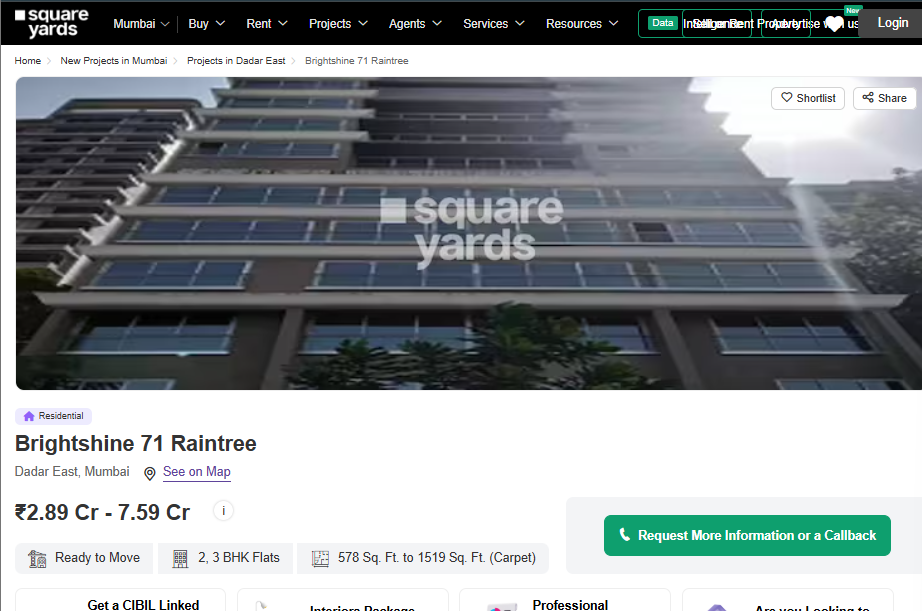 square yards
Mumbai Buy Rent Projects Agents Services Resources Data Intelligence New Login
Home New Projects in Mumbai Projects in Dadar East Brightshine 71 Raintree
Shortlist Share
square
yards
Residential
Brightshine 71 Raintree
Dadar East, Mumbai See on Map
₹2.89 Cr - 7.59 Cr i
Request More Information or a Callback
Ready to Move 2, 3 BHK Flats 578 Sq. Ft. to 1519 Sq. Ft. (Carpet)
Get a CIBIL Linked Interiors Package Professional Are you Looking to